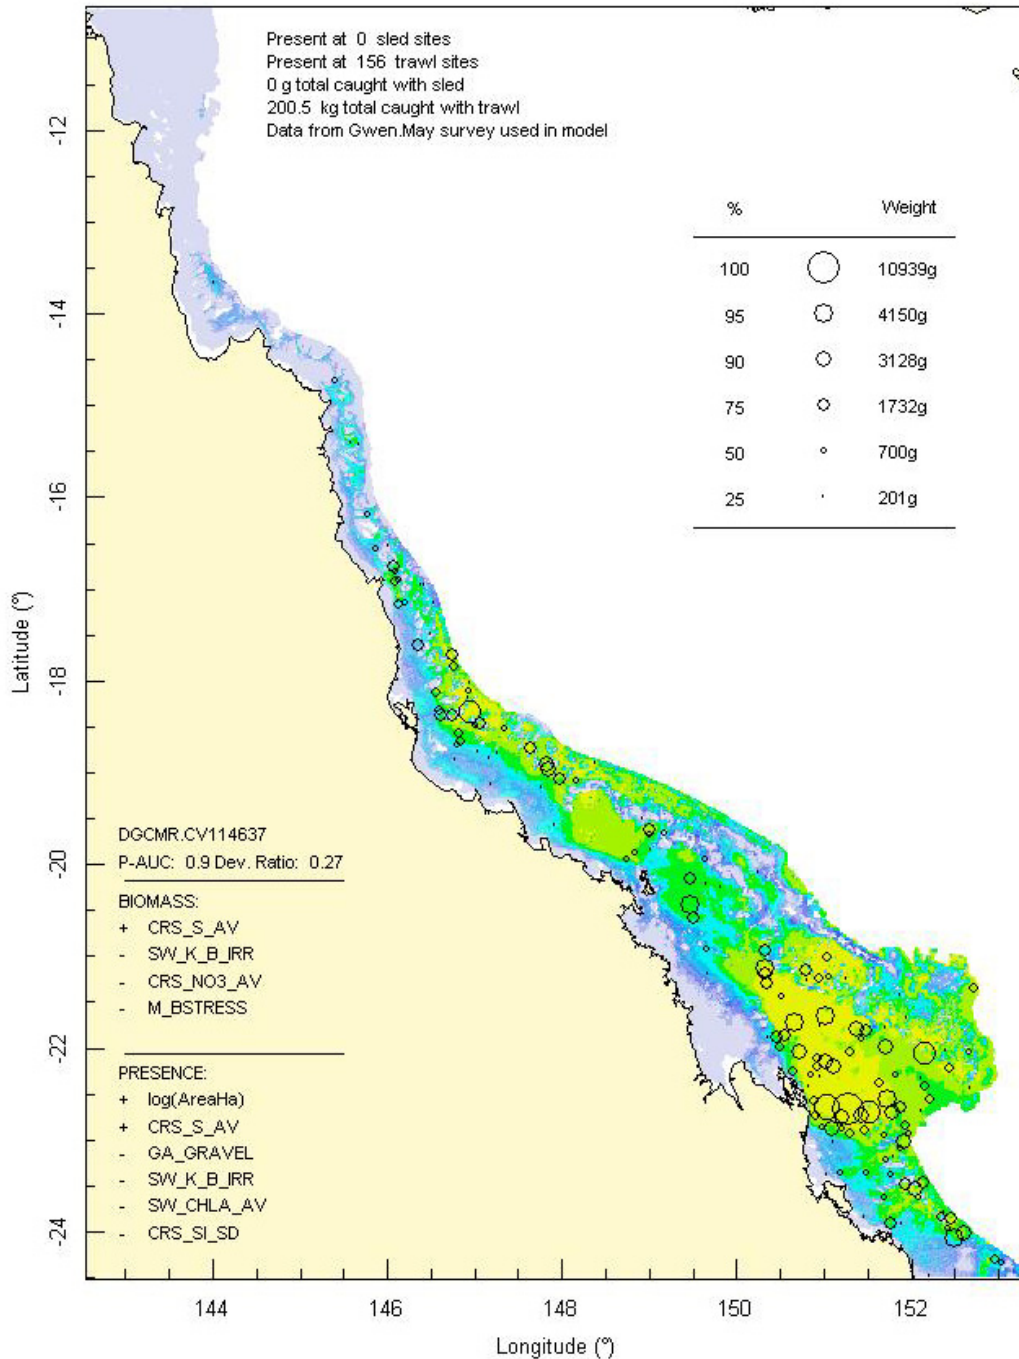 Present at 0 sled sites
Present at 156 trawl sites
0 g total caught with sled
200.5 kg total caught with trawl
Data from Gwen.May survey used in model
% Weight
100 10939g
95 4150g
90 3128g
75 1732g
50 700g
25 201g
-12
-14
-16
-18
-20
-22
-24
Latitude (°)
DGCMR.CV114637
P-AUC: 0.9 Dev. Ratio: 0.27
BIOMASS:
+ CRS_S_AV
- SW_K_B_IRR
- CRS_NO3_AV
- M_BSTRESS
PRESENCE:
+ log(AreaHa)
+ CRS_S_AV
- GA_GRAVEL
- SW_K_B_IRR
- SW_CHLA_AV
- CRS_SI_SD
144 146 148 150 152
Longitude (°)